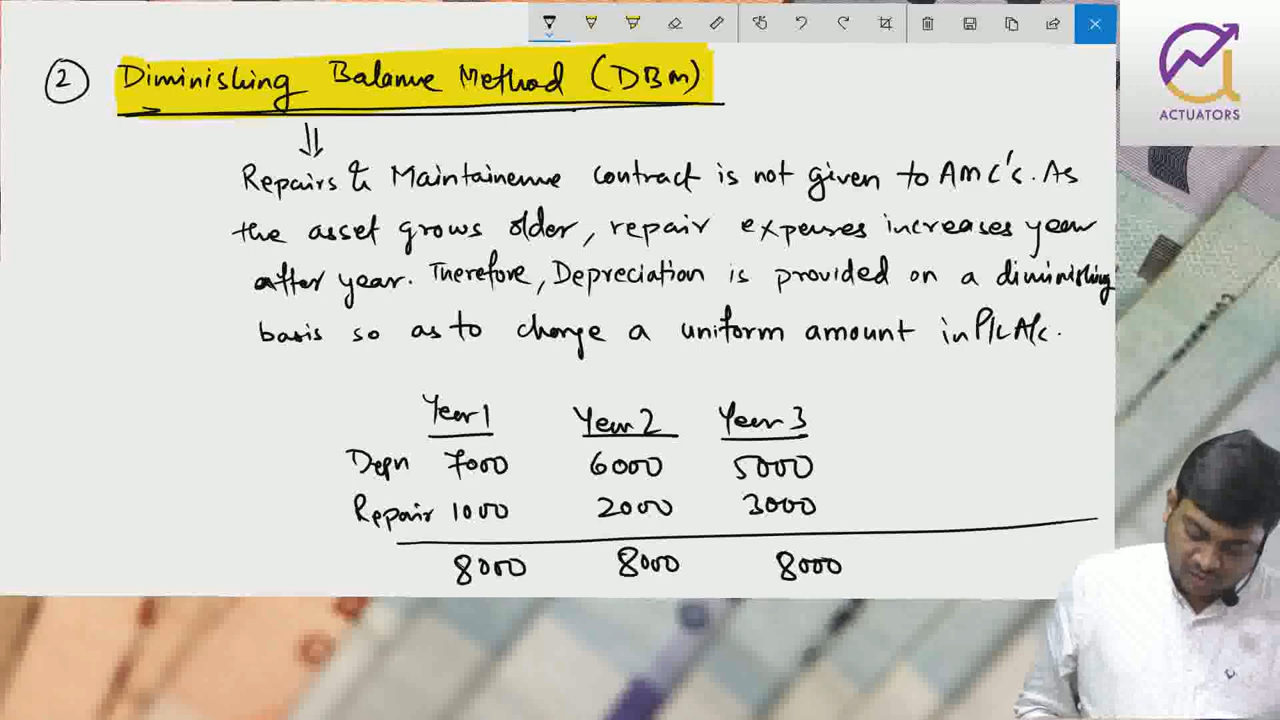 ACTUATORS
② Diminishing Balance Method (DBM)
Repairs & Maintainence contract is not given to AMC's. As
the asset grows older, repair expenses increases year
after year. Therefore, Depreciation is provided on a diminishing
basis so as to charge a uniform amount in P/L A/c.
Year 1 Year 2 Year 3
Depn 7000 6000 5000
Repair 1000 2000 3000
8000 8000 8000